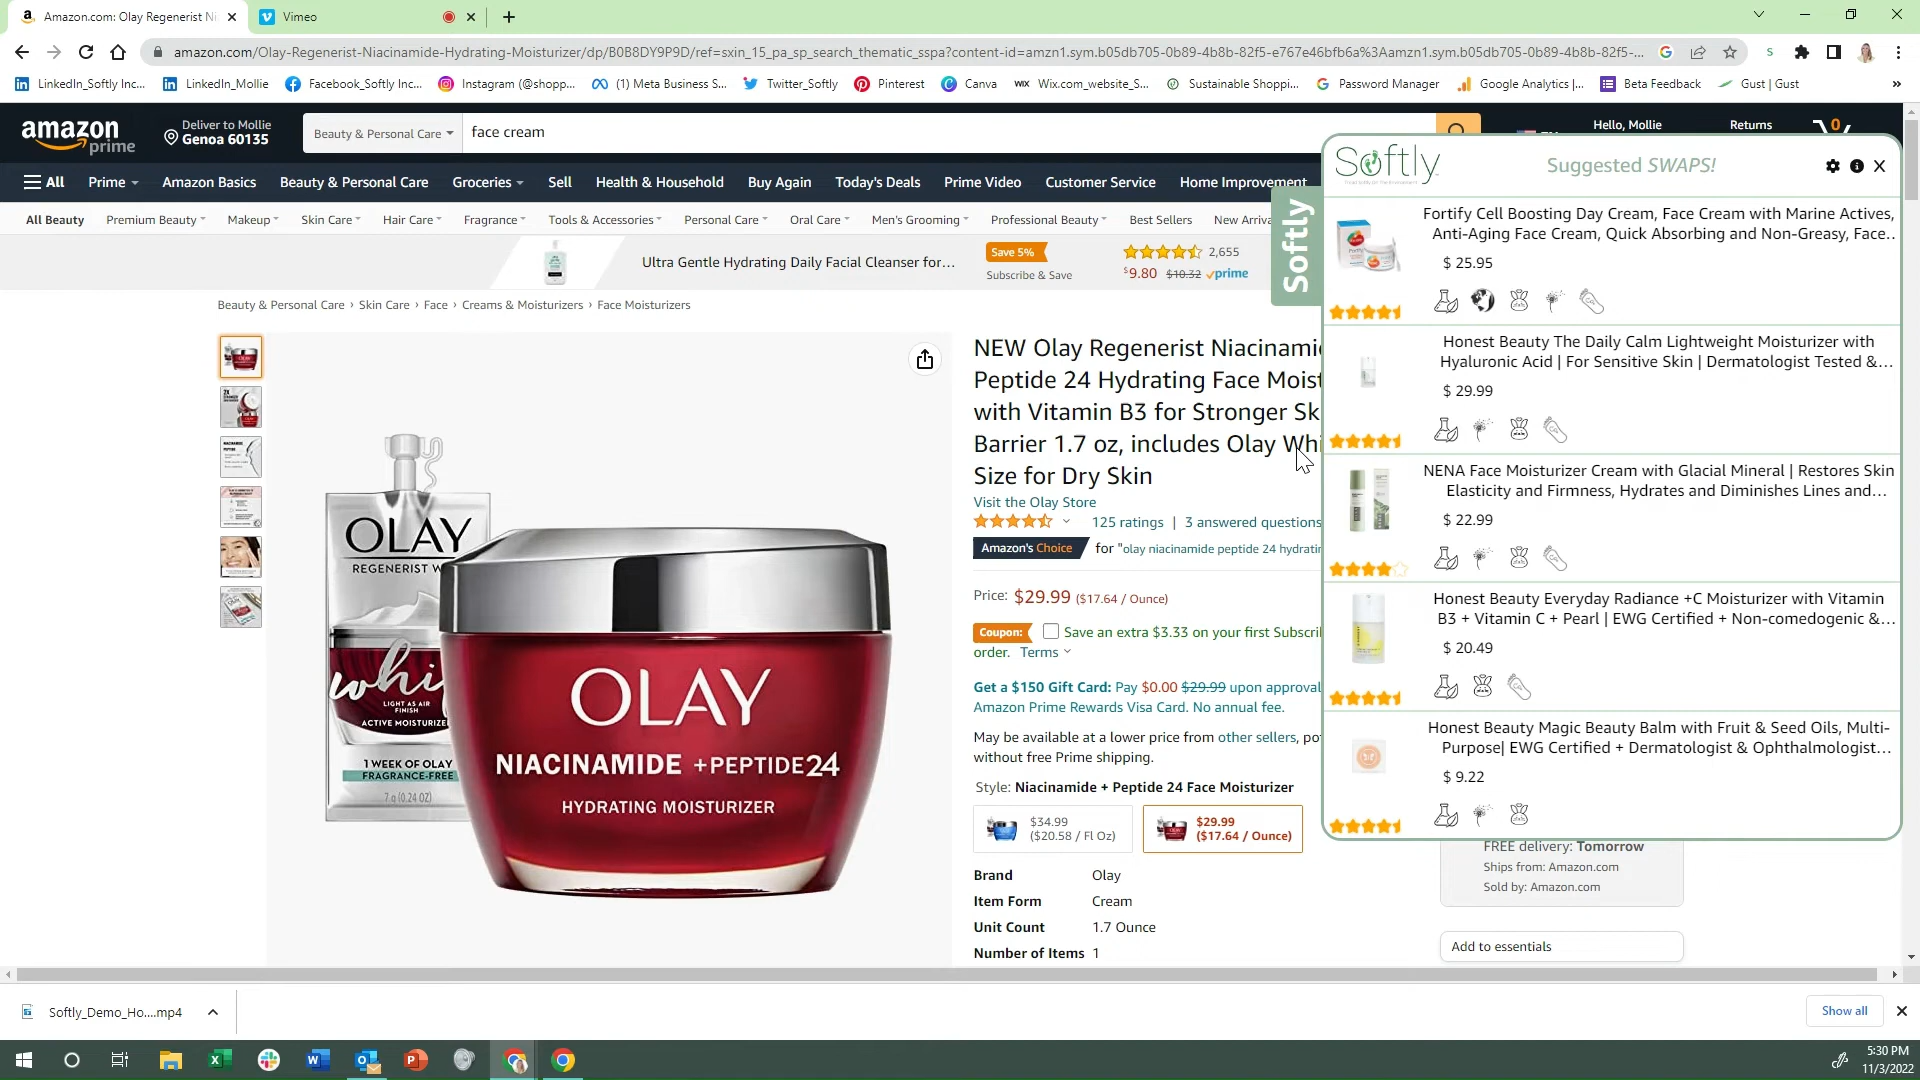 Amazon.com: Olay Regenerist Ni
Vimeo
amazon.com/Olay-Regenerist-Niacinamide-Hydrating-Moisturizer/dp/B0B8DY9P9D/ref=sxin_15_pa_sp_search_thematic_sspa?content-id=amzn1.sym.b05db705-0b89-4b8b-82f5-e767e46bfb6a%3Aamzn1.sym.b05db705-0b89-4b8b-82f5-...
LinkedIn_Softly Inc...
LinkedIn_Mollie
Facebook_Softly Inc...
Instagram (@shopp...
(1) Meta Business S...
Twitter_Softly
Pinterest
Canva
WIX Wix.com_website_S...
Sustainable Shoppi...
Password Manager
Google Analytics |...
Beta Feedback
Gust | Gust
amazon prime
Deliver to Mollie
Genoa 60135
Beauty & Personal Care
face cream
Hello, Mollie
Returns
0
All
Prime
Amazon Basics
Beauty & Personal Care
Groceries
Sell
Health & Household
Buy Again
Today's Deals
Prime Video
Customer Service
Home Improvement
All Beauty
Premium Beauty
Makeup
Skin Care
Hair Care
Fragrance
Tools & Accessories
Personal Care
Oral Care
Men's Grooming
Professional Beauty
Best Sellers
New Arriva
Ultra Gentle Hydrating Daily Facial Cleanser for...
Save 5%
Subscribe & Save
2,655
$9.80 $10.32 prime
Beauty & Personal Care › Skin Care › Face › Creams & Moisturizers › Face Moisturizers
OLAY
REGENERIST W
whi
LIGHT AS AIR
FINISH
ACTIVE MOISTURIZE
1 WEEK OF OLAY
FRAGRANCE-FREE
7 g (0.24 OZ)
OLAY
NIACINAMIDE +PEPTIDE24
HYDRATING MOISTURIZER
NEW Olay Regenerist Niacinami
Peptide 24 Hydrating Face Moist
with Vitamin B3 for Stronger Sk
Barrier 1.7 oz, includes Olay Whi
Size for Dry Skin
Visit the Olay Store
125 ratings | 3 answered questions
Amazon's Choice for "olay niacinamide peptide 24 hydratin
Price: $29.99 ($17.64 / Ounce)
Coupon: Save an extra $3.33 on your first Subscri
order. Terms
Get a $150 Gift Card: Pay $0.00 $29.99 upon approval
Amazon Prime Rewards Visa Card. No annual fee.
May be available at a lower price from other sellers, pot
without free Prime shipping.
Style: Niacinamide + Peptide 24 Face Moisturizer
$34.99
($20.58 / Fl Oz)
$29.99
($17.64 / Ounce)
Brand Olay
Item Form Cream
Unit Count 1.7 Ounce
Number of Items 1
Softly
Softly
Suggested SWAPS!
Fortify Cell Boosting Day Cream, Face Cream with Marine Actives,
Anti-Aging Face Cream, Quick Absorbing and Non-Greasy, Face..
$ 25.95
Honest Beauty The Daily Calm Lightweight Moisturizer with
Hyaluronic Acid | For Sensitive Skin | Dermatologist Tested &...
$ 29.99
NENA Face Moisturizer Cream with Glacial Mineral | Restores Skin
Elasticity and Firmness, Hydrates and Diminishes Lines and...
$ 22.99
Honest Beauty Everyday Radiance +C Moisturizer with Vitamin
B3 + Vitamin C + Pearl | EWG Certified + Non-comedogenic &...
$ 20.49
Honest Beauty Magic Beauty Balm with Fruit & Seed Oils, Multi-
Purpose| EWG Certified + Dermatologist & Ophthalmologist...
$ 9.22
FREE delivery: Tomorrow
Ships from: Amazon.com
Sold by: Amazon.com
Add to essentials
Softly_Demo_Ho....mp4
Show all
5:30 PM
11/3/2022